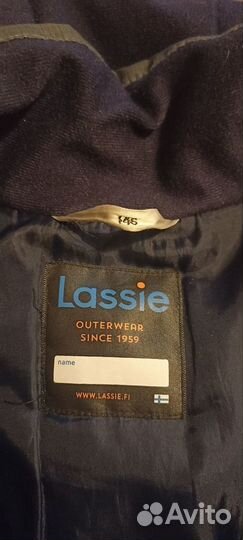 146
Lassie
OUTERWEAR
SINCE 1959
name
WWW.LASSIE.FI
Avito